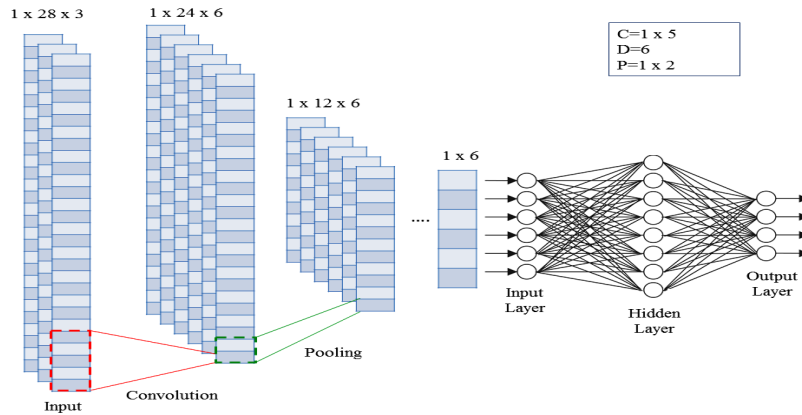 1 x 28 x 3
1 x 24 x 6
C=1 x 5
D=6
P=1 x 2
1 x 12 x 6
1 x 6
....
Input
Layer
Hidden
Layer
Output
Layer
Pooling
Convolution
Input